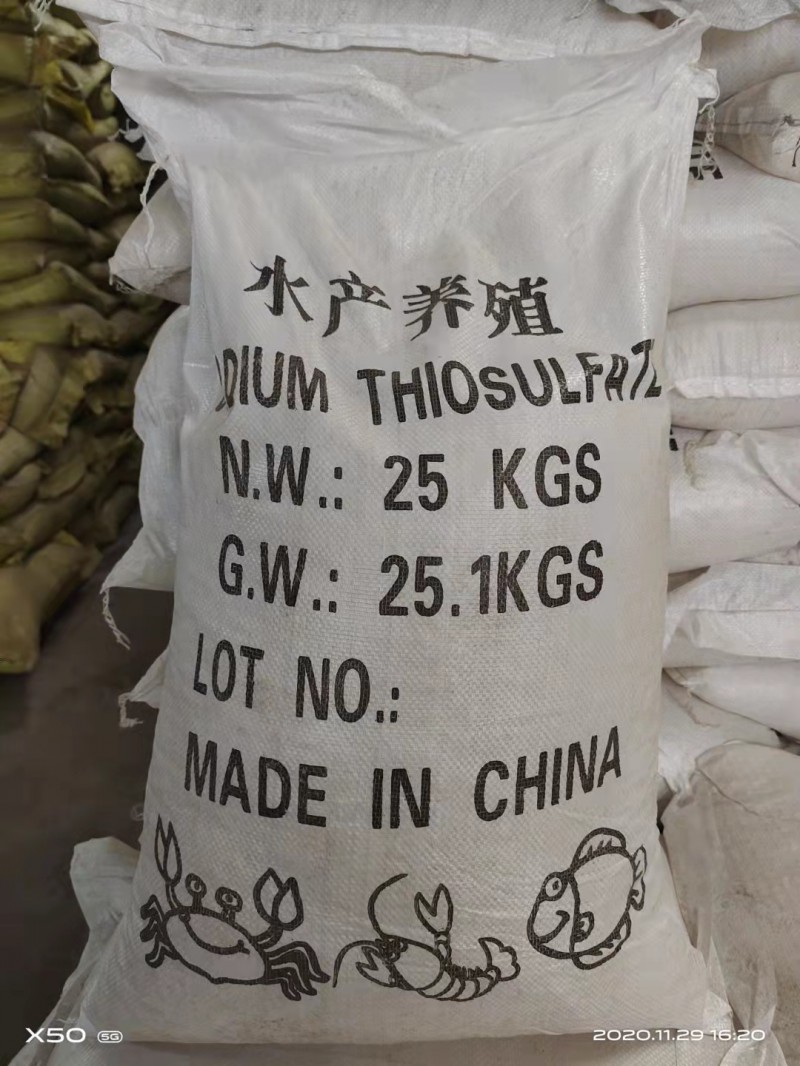 水产养殖
DIUM THIOSULFATE
N.W.: 25 KGS
G.W.: 25.1KGS
LOT NO.:
MADE IN CHINA
X50 5G
2020.11.29 16:20